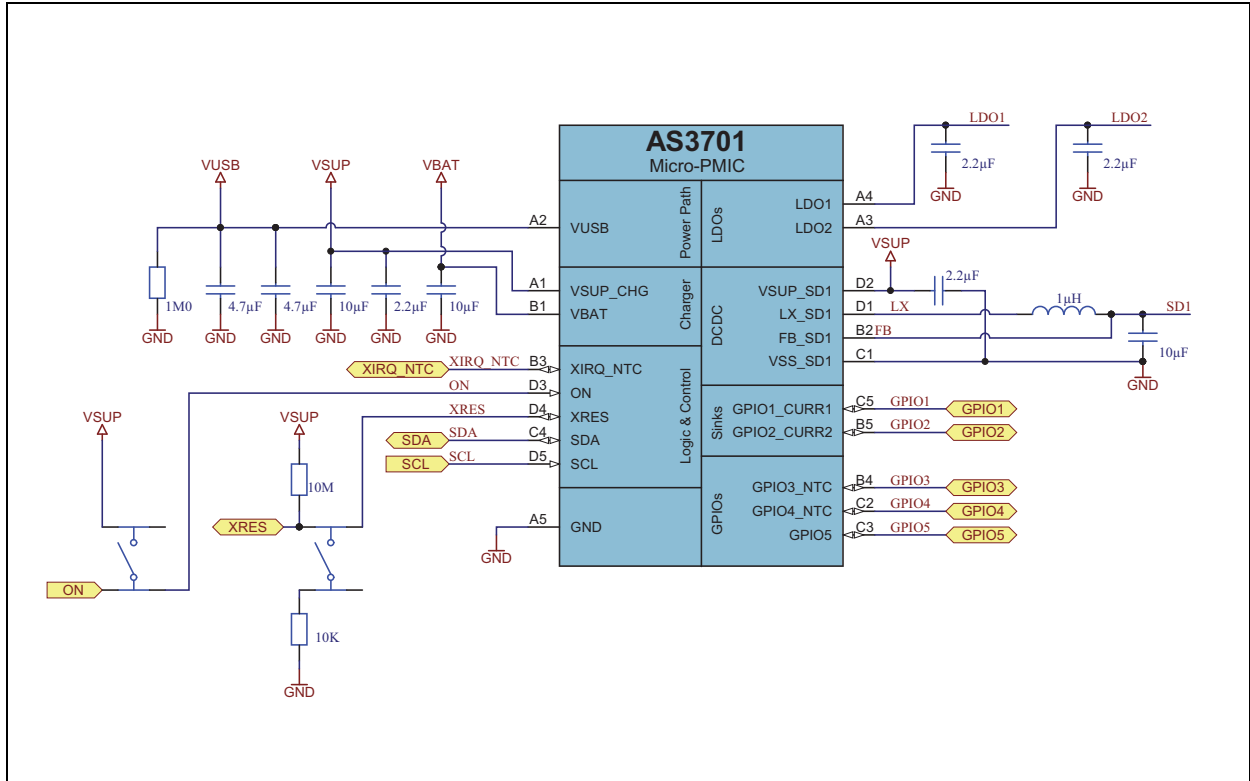 AS3701
Micro-PMIC
LDO1
LDO2
2.2µF
2.2µF
GND
GND
VUSB
VSUP
VBAT
1M0
4.7µF
4.7µF
10µF
2.2µF
10µF
GND
GND
GND
GND
GND
GND
A2
VUSB
Power Path
A1
VSUP_CHG
B1
VBAT
Charger
XIRQ_NTC
XIRQ_NTC
B3
XIRQ_NTC
ON
D3
ON
XRES
D4
XRES
SDA
SDA
C4
SDA
SCL
SCL
D5
SCL
Logic & Control
A5
GND
GND
LDOs
LDO1
A4
LDO2
A3
DCDC
VSUP
VSUP_SD1
D2
2.2µF
LX_SD1
D1
LX
1µH
SD1
FB_SD1
B2
FB
VSS_SD1
C1
10µF
GND
Sinks
GPIO1_CURR1
C5
GPIO1
GPIO1
GPIO2_CURR2
B5
GPIO2
GPIO2
GPIOs
GPIO3_NTC
B4
GPIO3
GPIO3
GPIO4_NTC
C2
GPIO4
GPIO4
GPIO5
C3
GPIO5
GPIO5
VSUP
VSUP
10M
XRES
ON
10K
GND